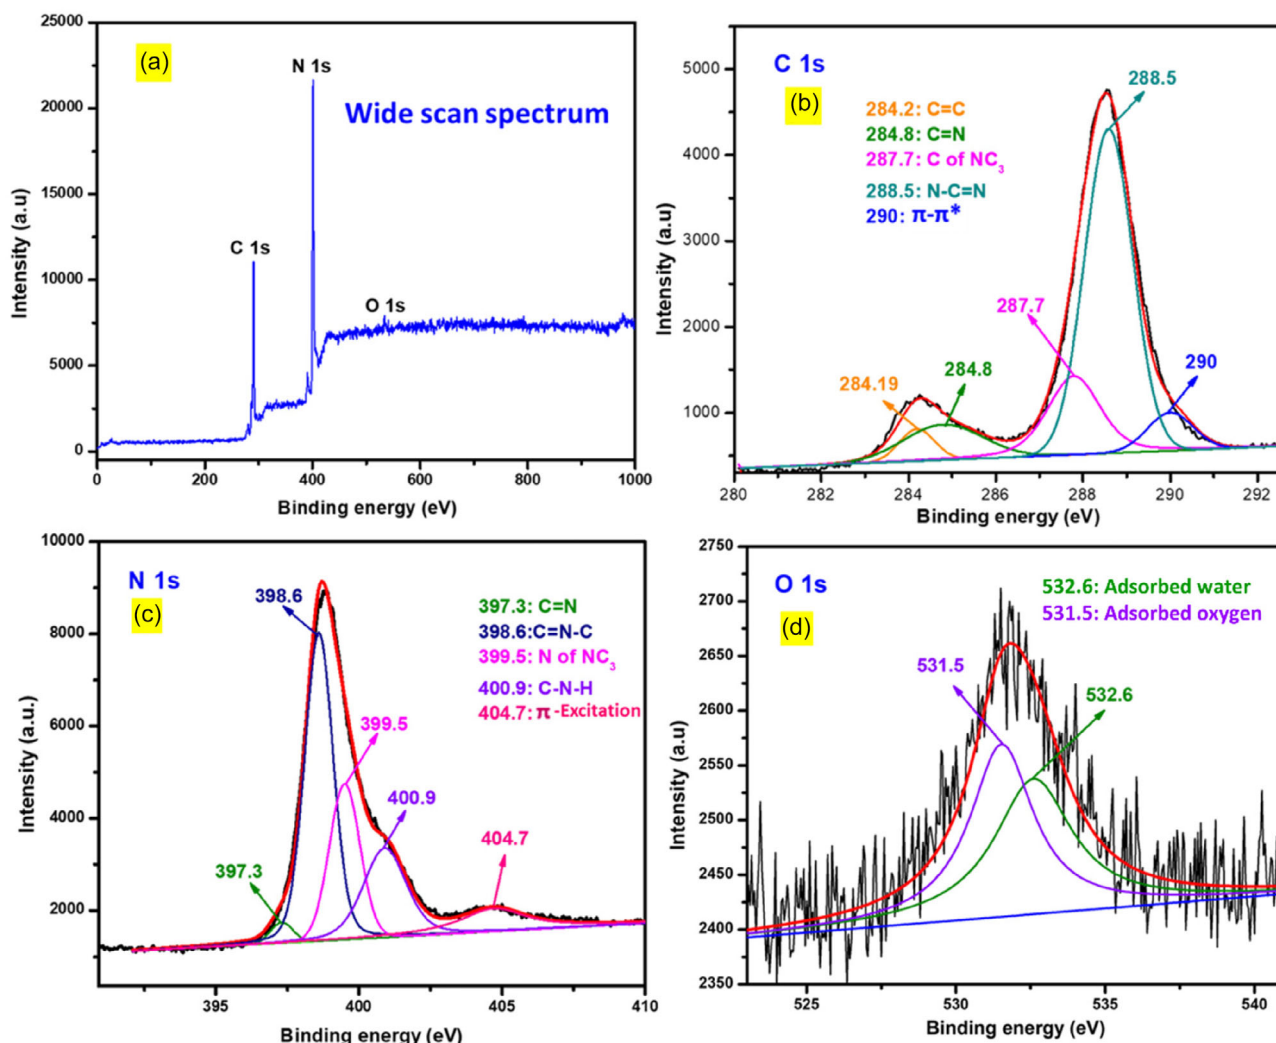 (a)
Wide scan spectrum
C 1s
N 1s
O 1s
Intensity (a.u)
25000
20000
15000
10000
5000
0
0 200 400 600 800 1000
Binding energy (eV)
C 1s
(b)
284.2: C=C
284.8: C=N
287.7: C of NC₃
288.5: N-C=N
290: π-π*
288.5
287.7
284.19
284.8
290
Intensity (a.u)
5000
4000
3000
2000
1000
280 282 284 286 288 290 292
Binding energy (eV)
N 1s
(c)
397.3: C=N
398.6:C=N-C
399.5: N of NC₃
400.9: C-N-H
404.7: π -Excitation
398.6
399.5
400.9
404.7
397.3
Intensity (a.u.)
10000
8000
6000
4000
2000
395 400 405 410
Binding energy (eV)
O 1s
(d)
532.6: Adsorbed water
531.5: Adsorbed oxygen
531.5
532.6
Intensity (a.u)
2750
2700
2650
2600
2550
2500
2450
2400
2350
525 530 535 540
Binding energy (eV)